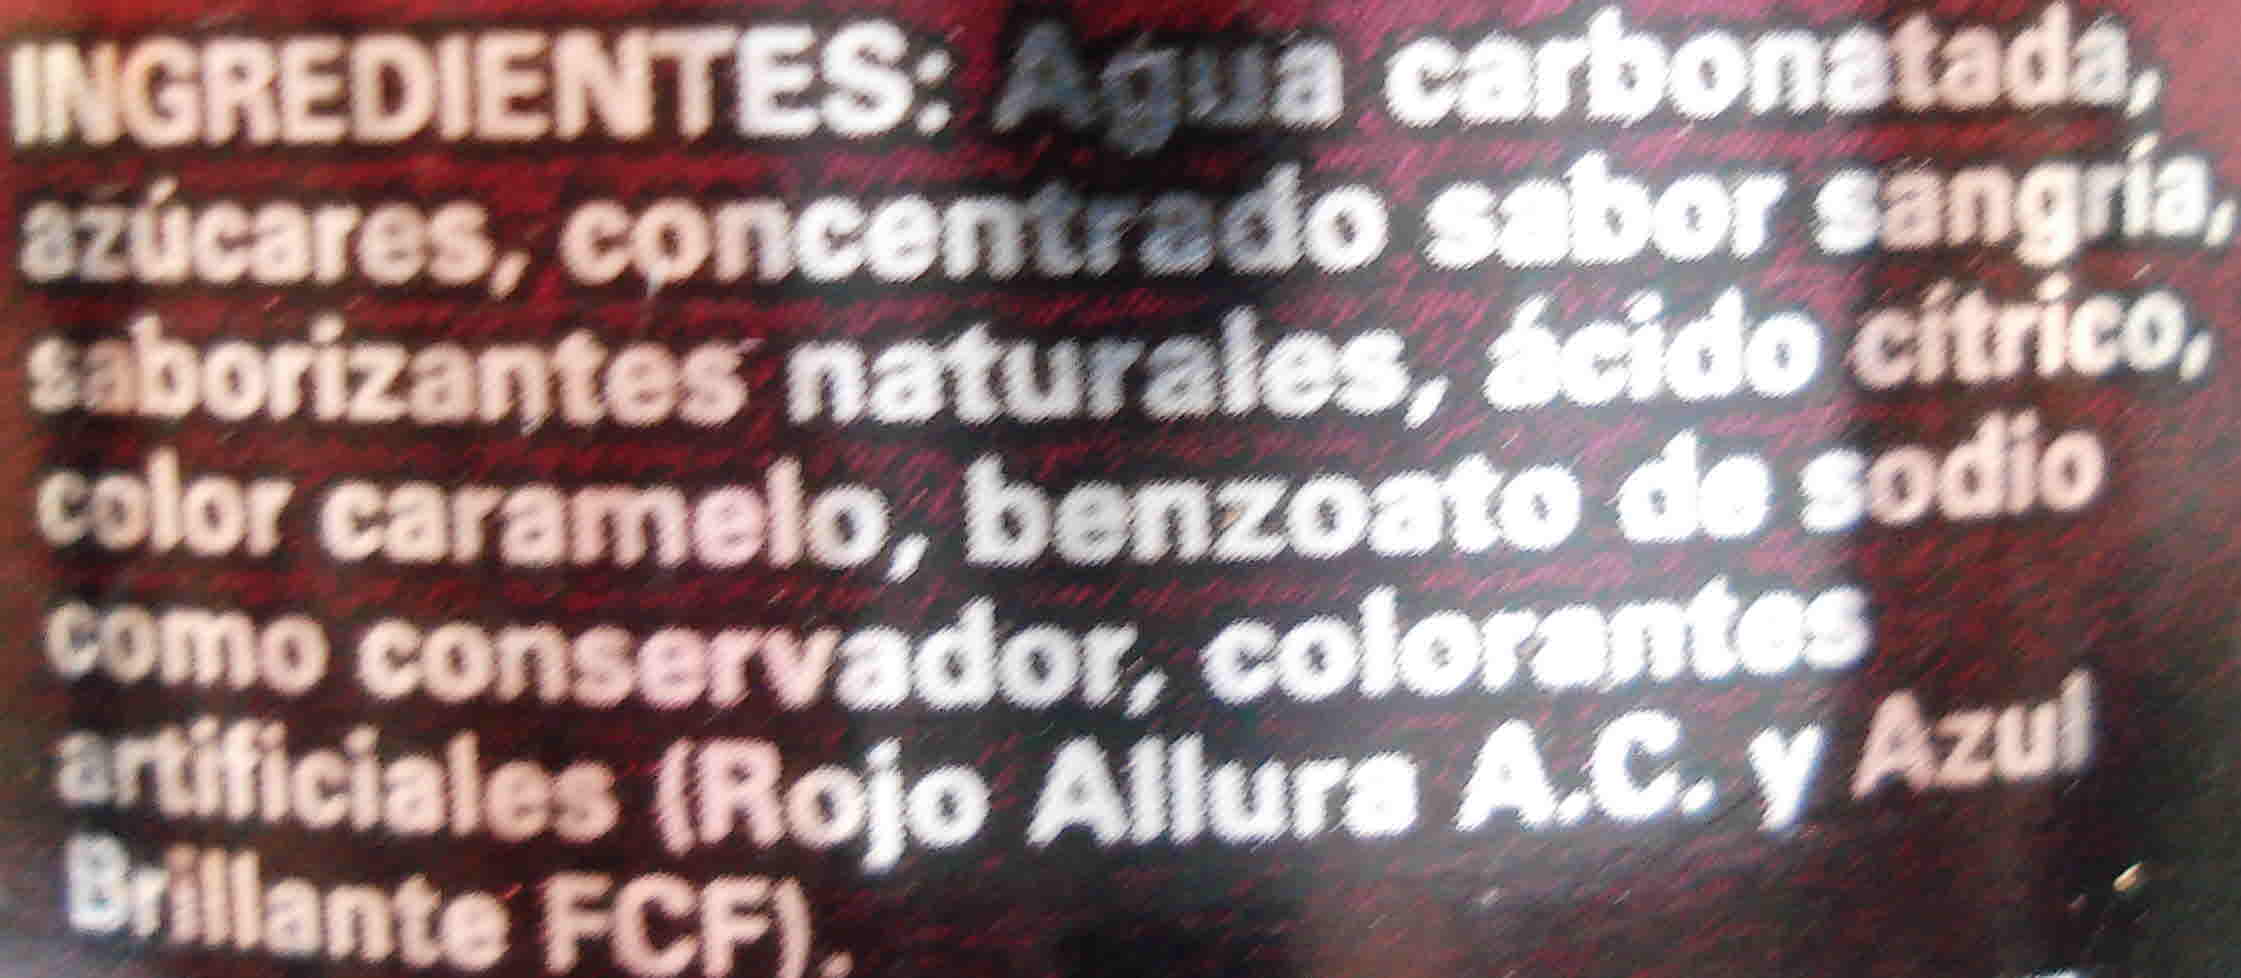 INGREDIENTES: Agua carbonatada,
azúcares, concentrado sabor sangría,
saborizantes naturales, ácido cítrico,
color caramelo, benzoato de sodio
como conservador, colorantes
artificiales (Rojo Allura A.C. y Azul
Brillante FCF).